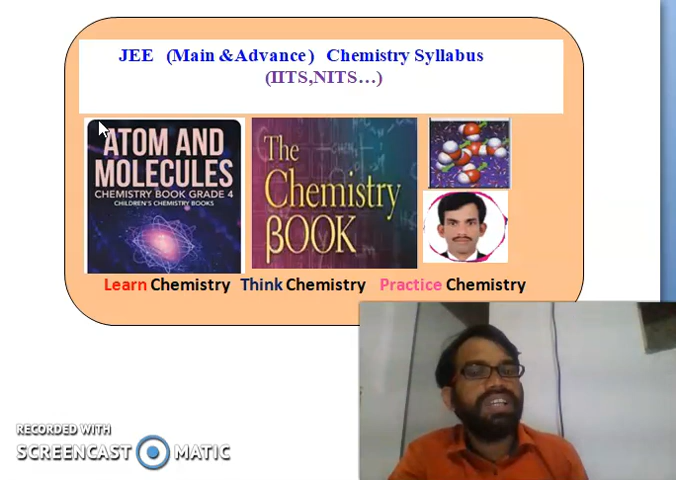 JEE (Main &Advance) Chemistry Syllabus
(IITS,NITS…)
ATOM AND
MOLECULES
CHEMISTRY BOOK GRADE 4
CHILDREN'S CHEMISTRY BOOKS
The
Chemistry
βOOK
Learn Chemistry Think Chemistry Practice Chemistry
RECORDED WITH
SCREENCAST MATIC